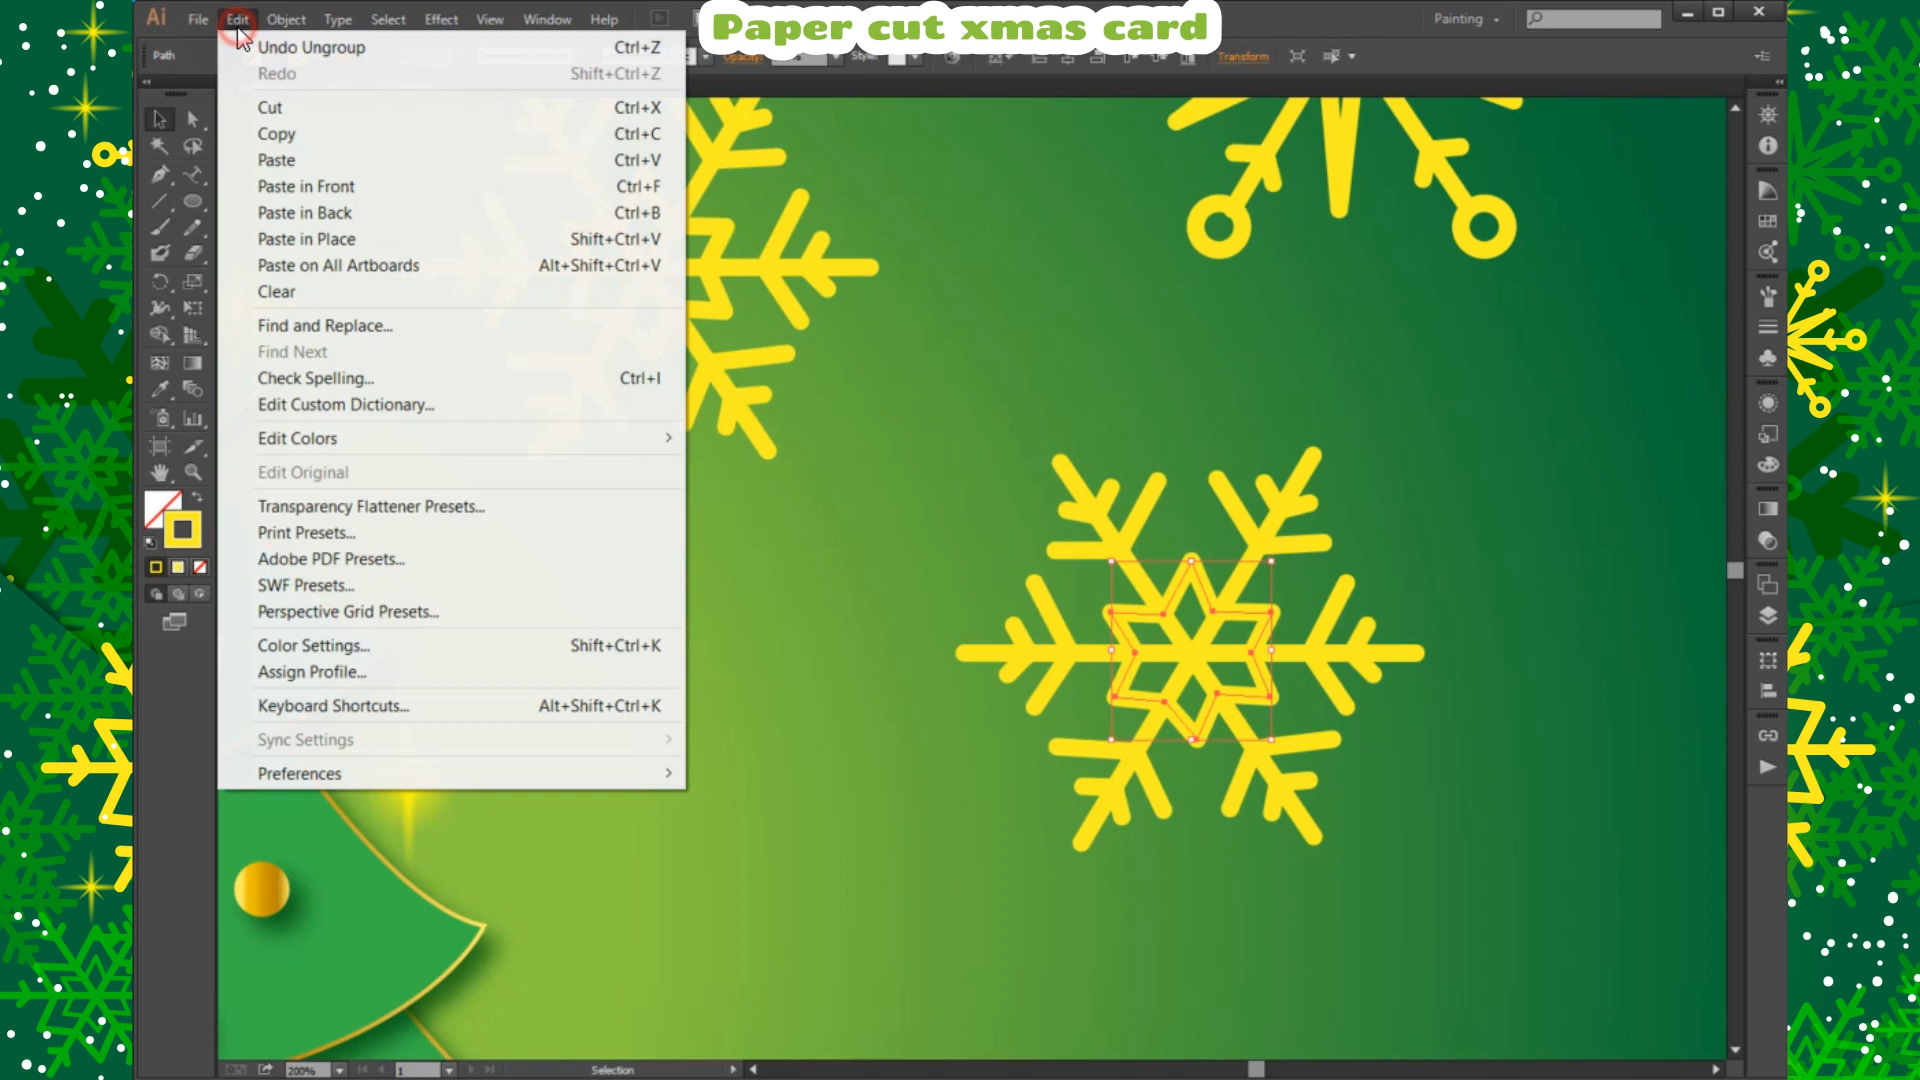 Paper cut xmas card
Ai File Edit Object Type Select Effect View Window Help Br
Painting
Path
Opacity:
Style:
Transform
Undo Ungroup Ctrl+Z
Redo Shift+Ctrl+Z
Cut Ctrl+X
Copy Ctrl+C
Paste Ctrl+V
Paste in Front Ctrl+F
Paste in Back Ctrl+B
Paste in Place Shift+Ctrl+V
Paste on All Artboards Alt+Shift+Ctrl+V
Clear
Find and Replace...
Find Next
Check Spelling... Ctrl+I
Edit Custom Dictionary...
Edit Colors
Edit Original
Transparency Flattener Presets...
Print Presets...
Adobe PDF Presets...
SWF Presets...
Perspective Grid Presets...
Color Settings... Shift+Ctrl+K
Assign Profile...
Keyboard Shortcuts... Alt+Shift+Ctrl+K
Sync Settings
Preferences
200% 1 Selection